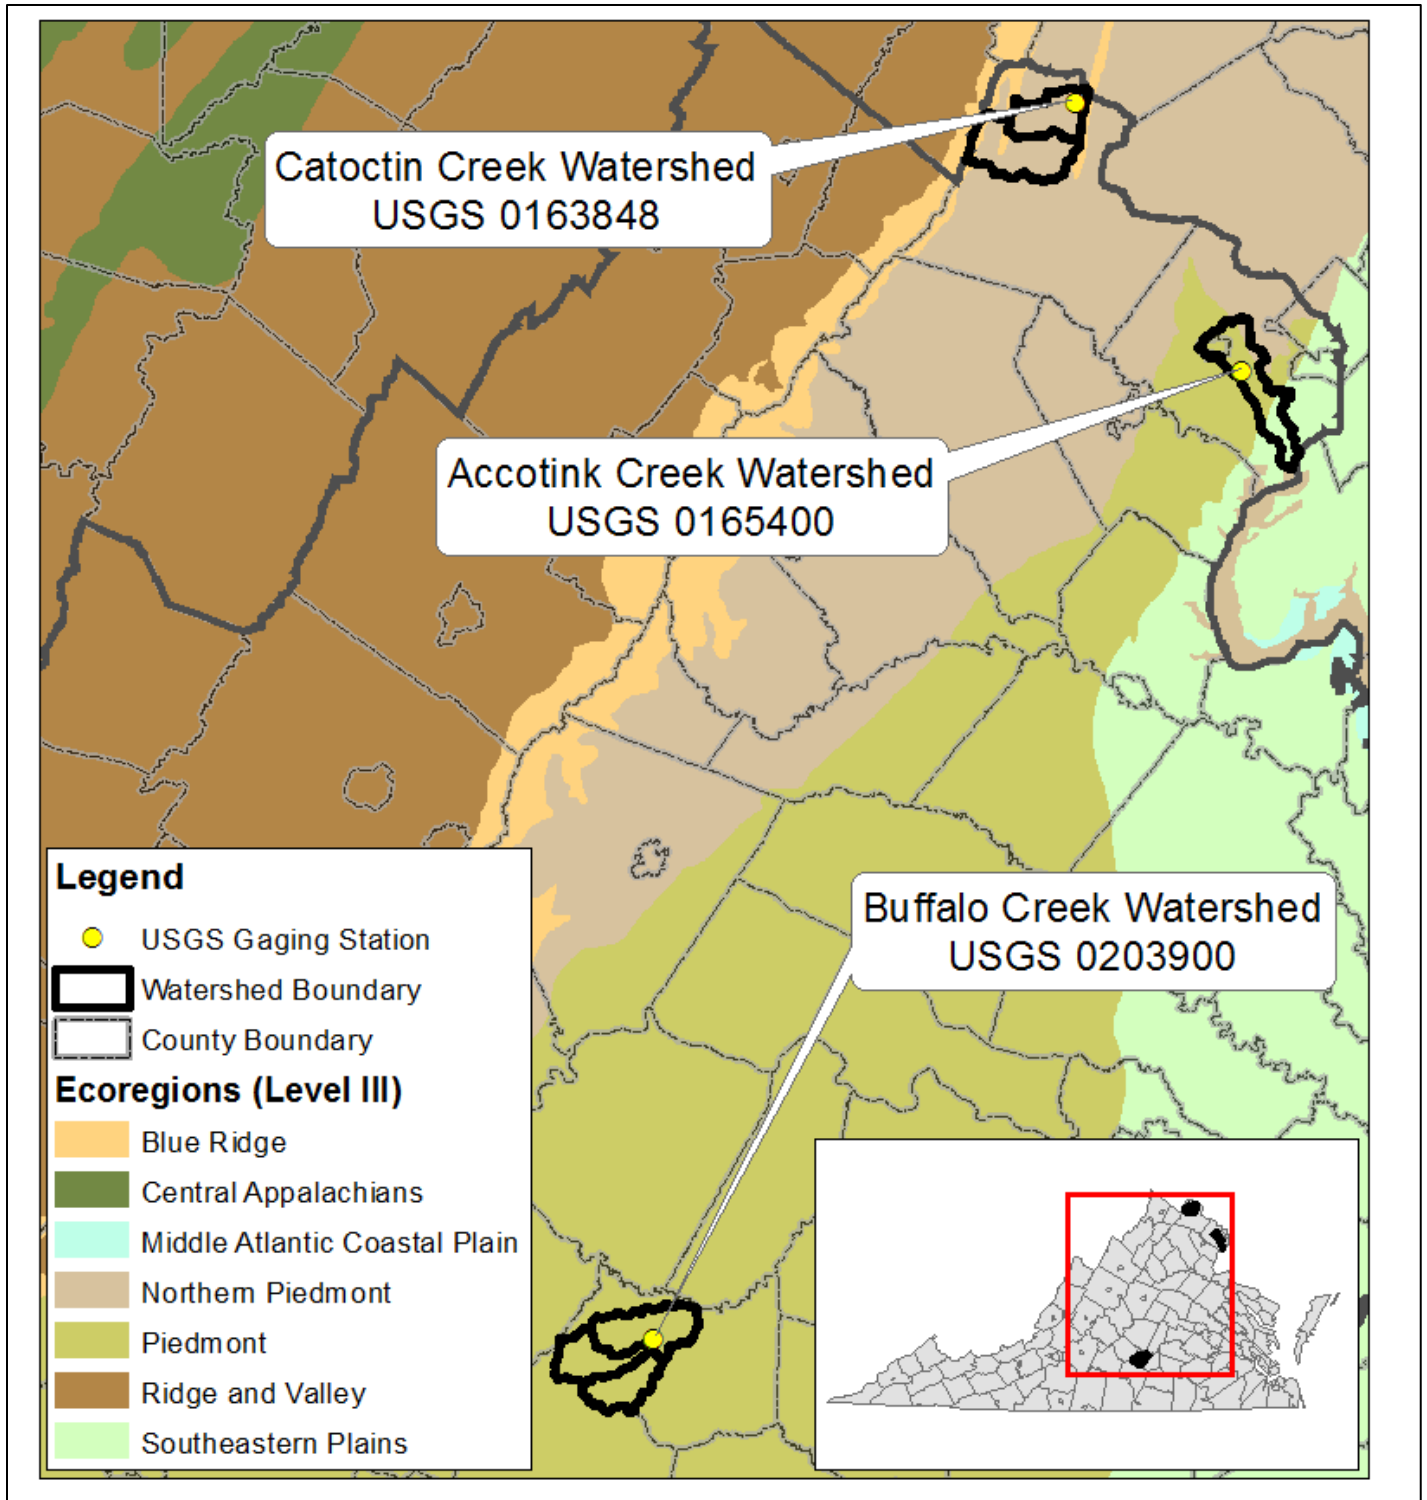 Catoctin Creek Watershed
USGS 0163848
Accotink Creek Watershed
USGS 0165400
Buffalo Creek Watershed
USGS 0203900
Legend
USGS Gaging Station
Watershed Boundary
County Boundary
Ecoregions (Level III)
Blue Ridge
Central Appalachians
Middle Atlantic Coastal Plain
Northern Piedmont
Piedmont
Ridge and Valley
Southeastern Plains